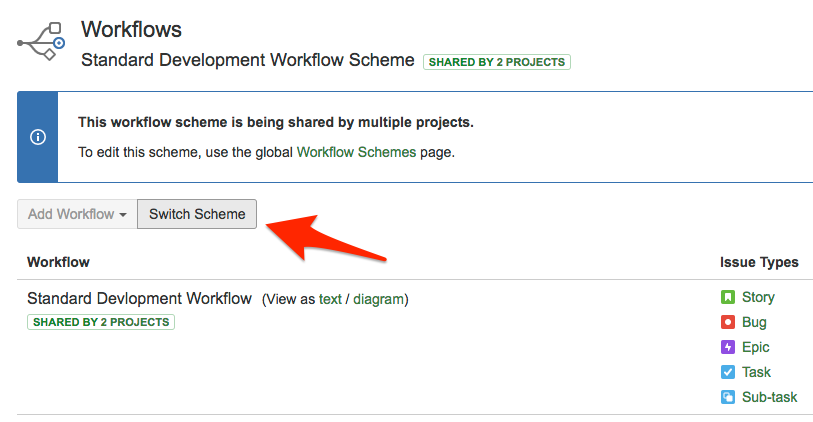 Workflows
Standard Development Workflow Scheme SHARED BY 2 PROJECTS
This workflow scheme is being shared by multiple projects.
To edit this scheme, use the global Workflow Schemes page.
Add Workflow Switch Scheme
Workflow Issue Types
Standard Devlopment Workflow (View as text / diagram) Story
SHARED BY 2 PROJECTS Bug
Epic
Task
Sub-task